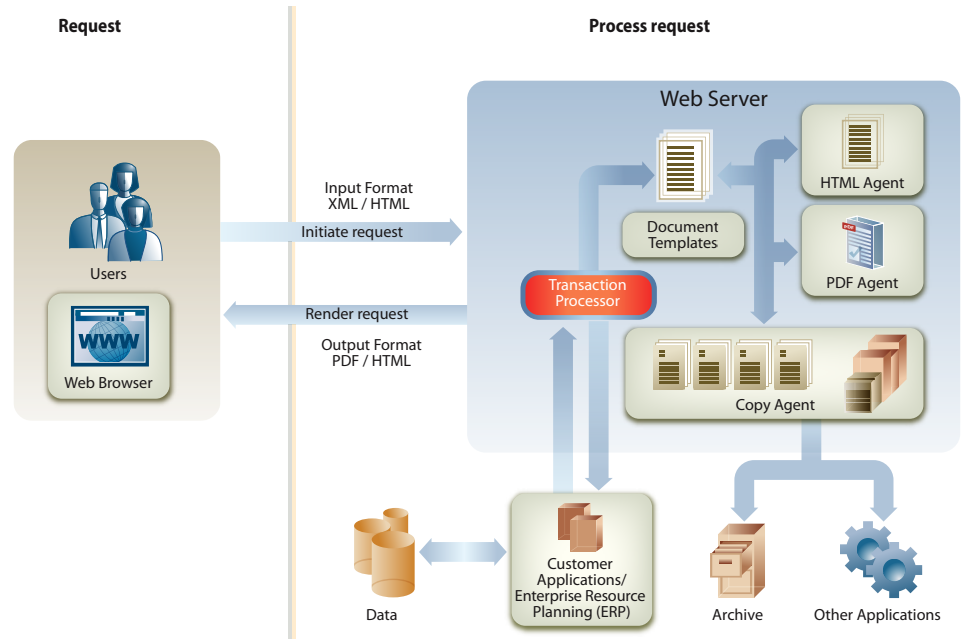 Request
Process request
Web Server
Input Format
XML / HTML
Initiate request
Users
WWW
Web Browser
Render request
Output Format
PDF / HTML
Transaction
Processor
Document
Templates
HTML Agent
PDF
PDF Agent
Copy Agent
Data
Customer
Applications/
Enterprise Resource
Planning (ERP)
Archive
Other Applications